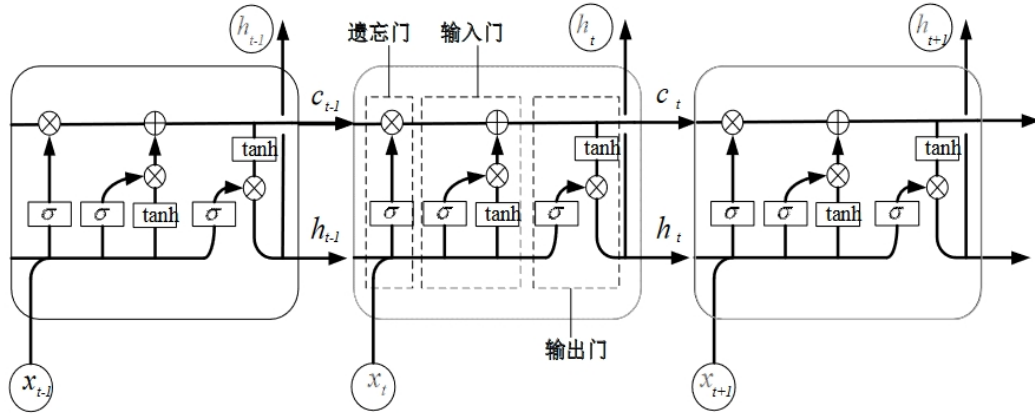 h_{t-1} 遗忘门 输入门 h_t h_{t+1}
c_{t-1} c_t
tanh tanh tanh
σ σ tanh σ σ σ tanh σ σ σ tanh σ
h_{t-1} h_t
输出门
x_{t-1} x_t x_{t+1}